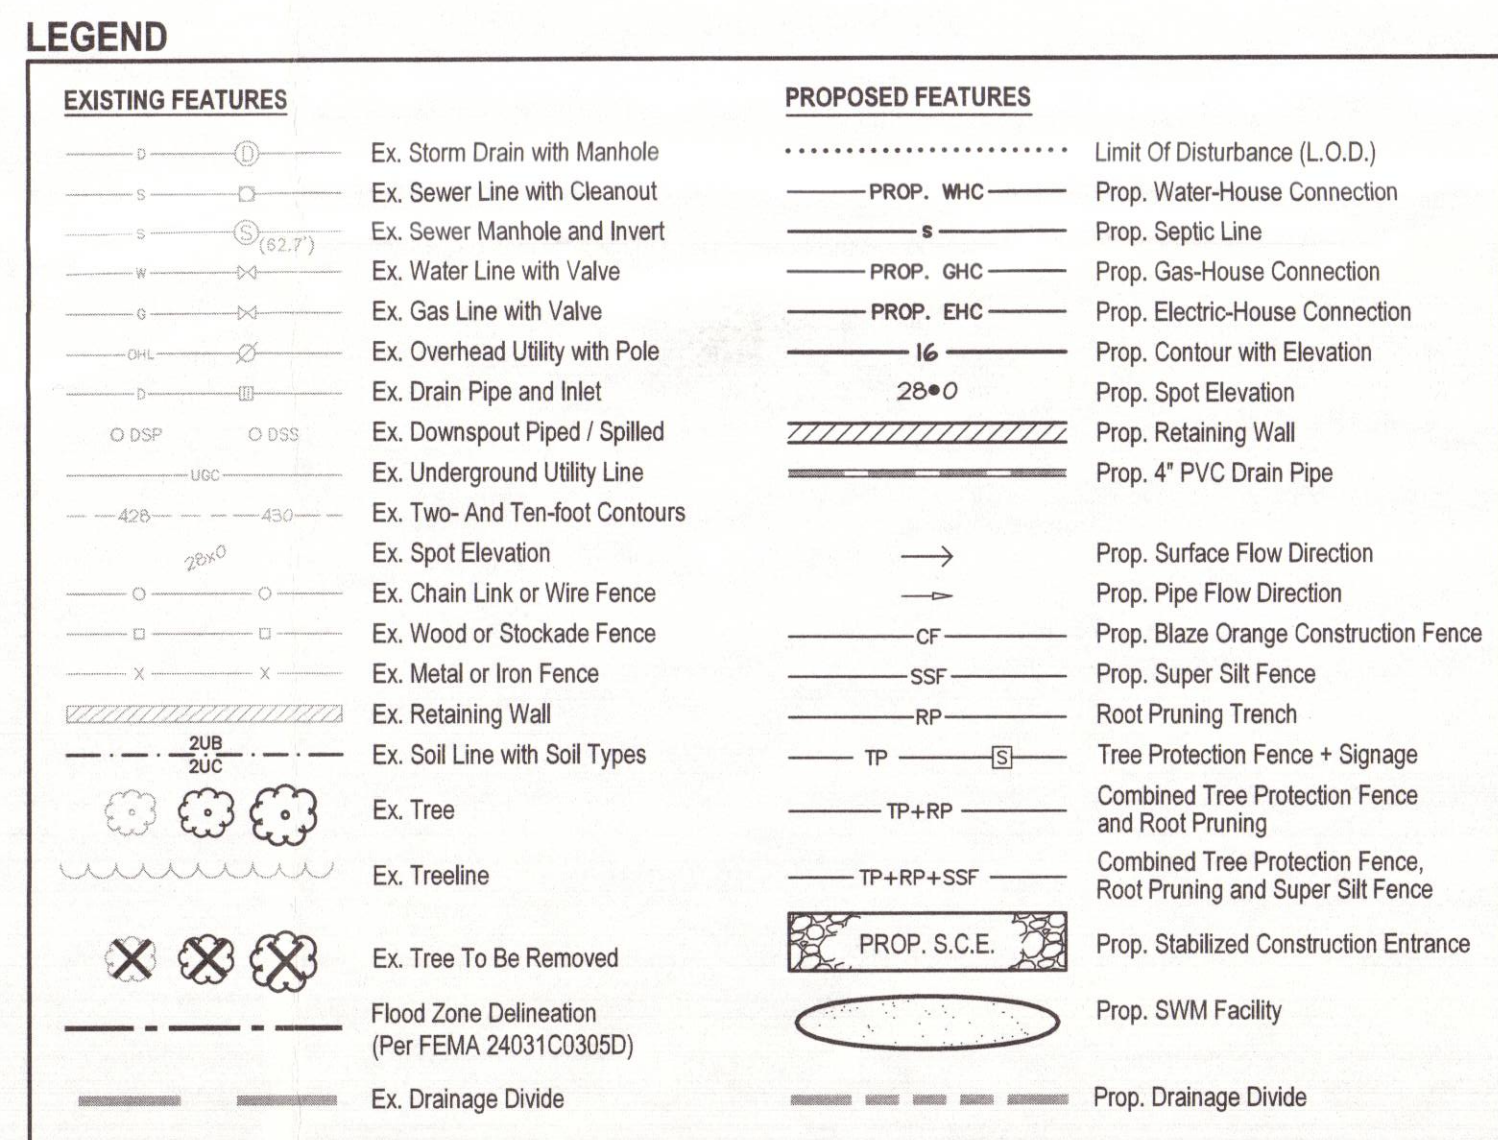 LEGEND
EXISTING FEATURES
D D Ex. Storm Drain with Manhole
S Ex. Sewer Line with Cleanout
S S (62.7') Ex. Sewer Manhole and Invert
W Ex. Water Line with Valve
G Ex. Gas Line with Valve
OHL Ex. Overhead Utility with Pole
D Ex. Drain Pipe and Inlet
O DSP O DSS Ex. Downspout Piped / Spilled
UGC Ex. Underground Utility Line
428 430 Ex. Two- And Ten-foot Contours
28x0 Ex. Spot Elevation
Ex. Chain Link or Wire Fence
Ex. Wood or Stockade Fence
X X Ex. Metal or Iron Fence
Ex. Retaining Wall
2UB
2UC
Ex. Soil Line with Soil Types
Ex. Tree
Ex. Treeline
Ex. Tree To Be Removed
Flood Zone Delineation
(Per FEMA 24031C0305D)
Ex. Drainage Divide
PROPOSED FEATURES
Limit Of Disturbance (L.O.D.)
PROP. WHC Prop. Water-House Connection
S Prop. Septic Line
PROP. GHC Prop. Gas-House Connection
PROP. EHC Prop. Electric-House Connection
16 Prop. Contour with Elevation
28•0 Prop. Spot Elevation
Prop. Retaining Wall
Prop. 4" PVC Drain Pipe
Prop. Surface Flow Direction
Prop. Pipe Flow Direction
CF Prop. Blaze Orange Construction Fence
SSF Prop. Super Silt Fence
RP Root Pruning Trench
TP S Tree Protection Fence + Signage
TP+RP Combined Tree Protection Fence
and Root Pruning
TP+RP+SSF Combined Tree Protection Fence,
Root Pruning and Super Silt Fence
PROP. S.C.E. Prop. Stabilized Construction Entrance
Prop. SWM Facility
Prop. Drainage Divide